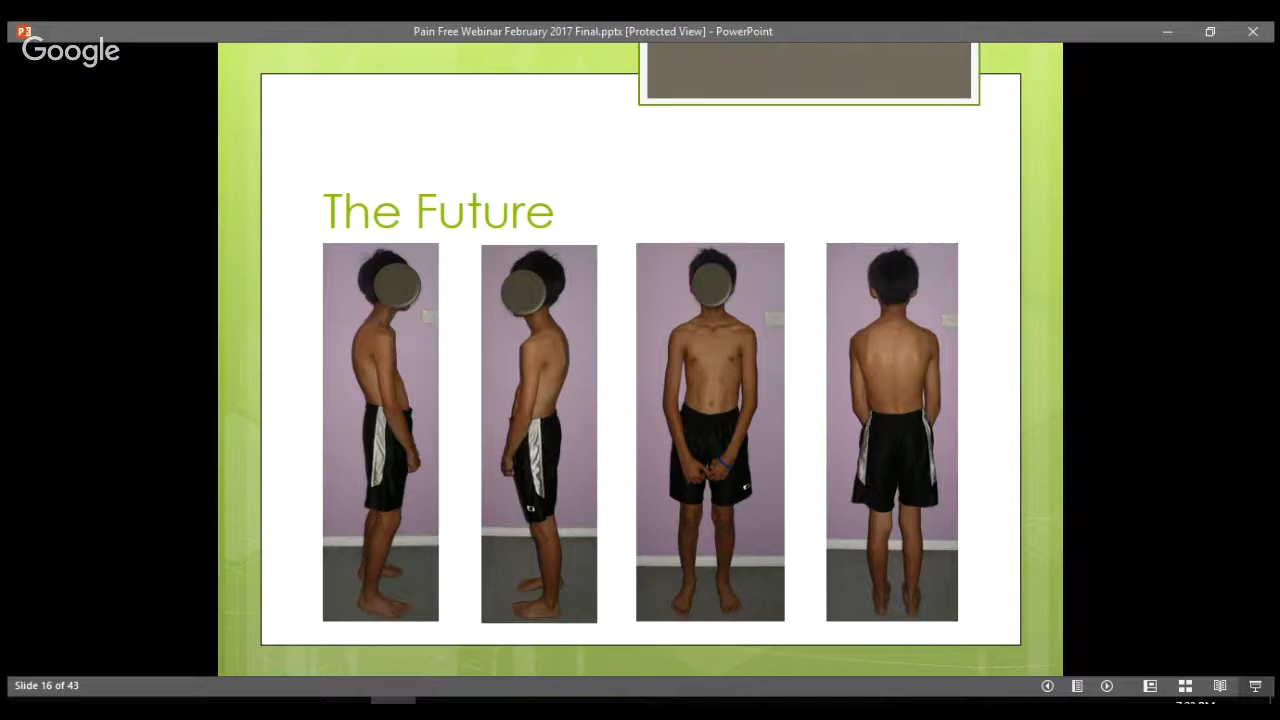 Pain Free Webinar February 2017 Final.pptx [Protected View] - PowerPoint
Google
The Future
Slide 16 of 43